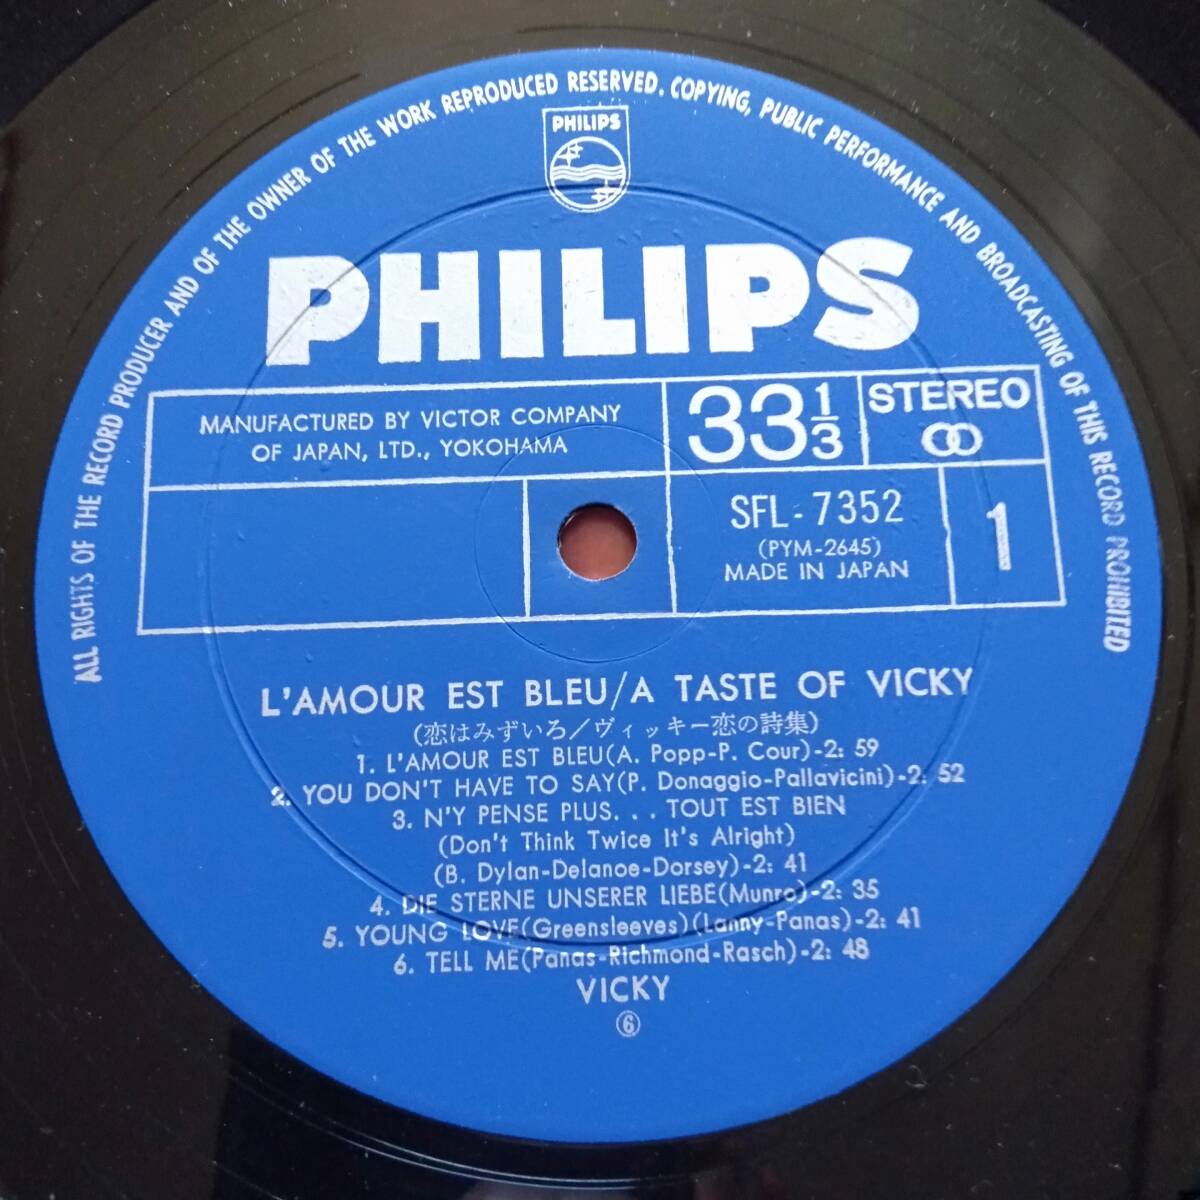 ALL RIGHTS OF THE RECORD PRODUCER AND OF THE OWNER OF THE WORK REPRODUCED RESERVED. COPYING, PUBLIC PERFORMANCE AND BROADCASTING OF THIS RECORD PROHIBITED
PHILIPS
PHILIPS
MANUFACTURED BY VICTOR COMPANY
OF JAPAN, LTD., YOKOHAMA
33 1/3
STEREO
SFL-7352
(PYM-2645)
MADE IN JAPAN
1
L'AMOUR EST BLEU/A TASTE OF VICKY
(恋はみずいろ/ヴィッキー恋の詩集)
1. L'AMOUR EST BLEU(A. Popp-P. Cour)-2: 59
2. YOU DON'T HAVE TO SAY(P. Donaggio-Pallavicini)-2: 52
3. N'Y PENSE PLUS. . . TOUT EST BIEN
(Don't Think Twice It's Alright)
(B. Dylan-Delanoe-Dorsey)-2: 41
4. DIE STERNE UNSERER LIEBE(Munro)-2: 35
5. YOUNG LOVE(Greensleeves)(Lanny-Panas)-2: 41
6. TELL ME(Panas-Richmond-Rasch)-2: 48
VICKY
⑥